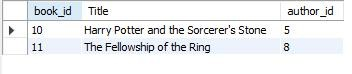 book_id Title author_id
10 Harry Potter and the Sorcerer's Stone 5
11 The Fellowship of the Ring 8